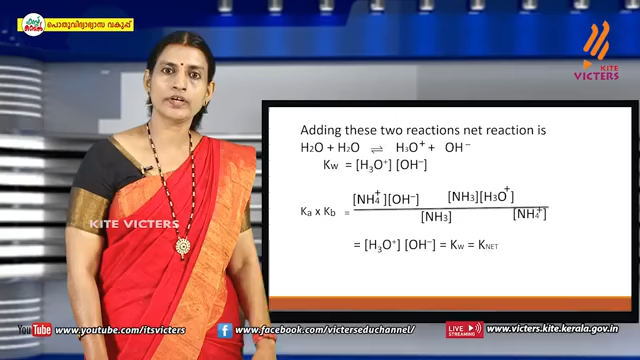 പൊതുവിദ്യാഭ്യാസ വകുപ്പ്
KITE
VICTERS
Adding these two reactions net reaction is
H2O + H2O ⇌ H3O⁺ + OH⁻
Kw = [H₃O⁺] [OH⁻]
Ka x Kb = [NH₄⁺][OH⁻] [NH3][H3O⁺]
[NH3] [NH₄⁺]
= [H₃O⁺] [OH⁻] = Kw = KNET
KITE VICTERS
YouTube www.youtube.com/itsvicters
f www.facebook.com/victerseduchannel/
LIVE STREAMING www.victers.kite.kerala.gov.in